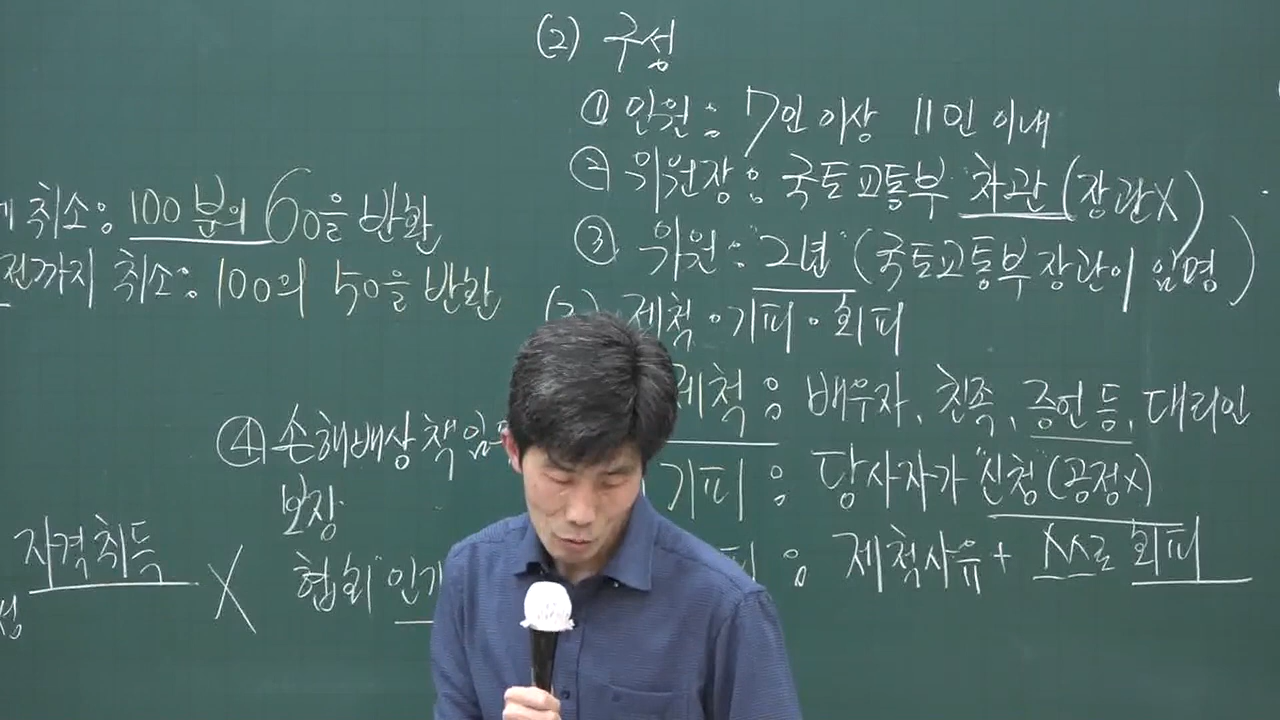 (2) 구성
① 인원: 7인 이상 11인 이내
② 위원장: 국토교통부 차관 (장관X)
③ 위원: "2년" (국토교통부장관이 임명)
제척·기피·회피
제척: 배우자, 친족, 증언 등, 대리인
기피: 당사자가 "신청"(공정X)
피: 제척사유 + 스스로 회피
취소: 100분의 60을 반환
전까지 취소: 100의 50을 반환
④ 손해배상책임
보장
자격취득 X 협회 "인가
성